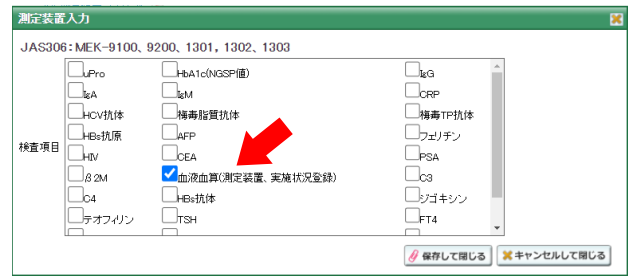 測定装置入力
JAS306:MEK-9100、9200、1301，1302、1303
検査項目
uPro HbA1c(NGSP値) IgG
IgA IgM CRP
HCV抗体 梅毒脂質抗体 梅毒TP抗体
HBs抗原 AFP フェリチン
HIV CEA PSA
β2M 血液血算(測定装置、実施状況登録) C3
C4 HBs抗体 ジゴキシン
テオフィリン TSH FT4
保存して閉じる キャンセルして閉じる